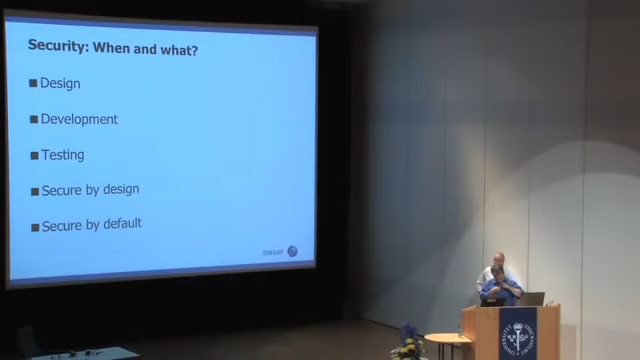 Security: When and what?
Design
Development
Testing
Secure by design
Secure by default
OWASP